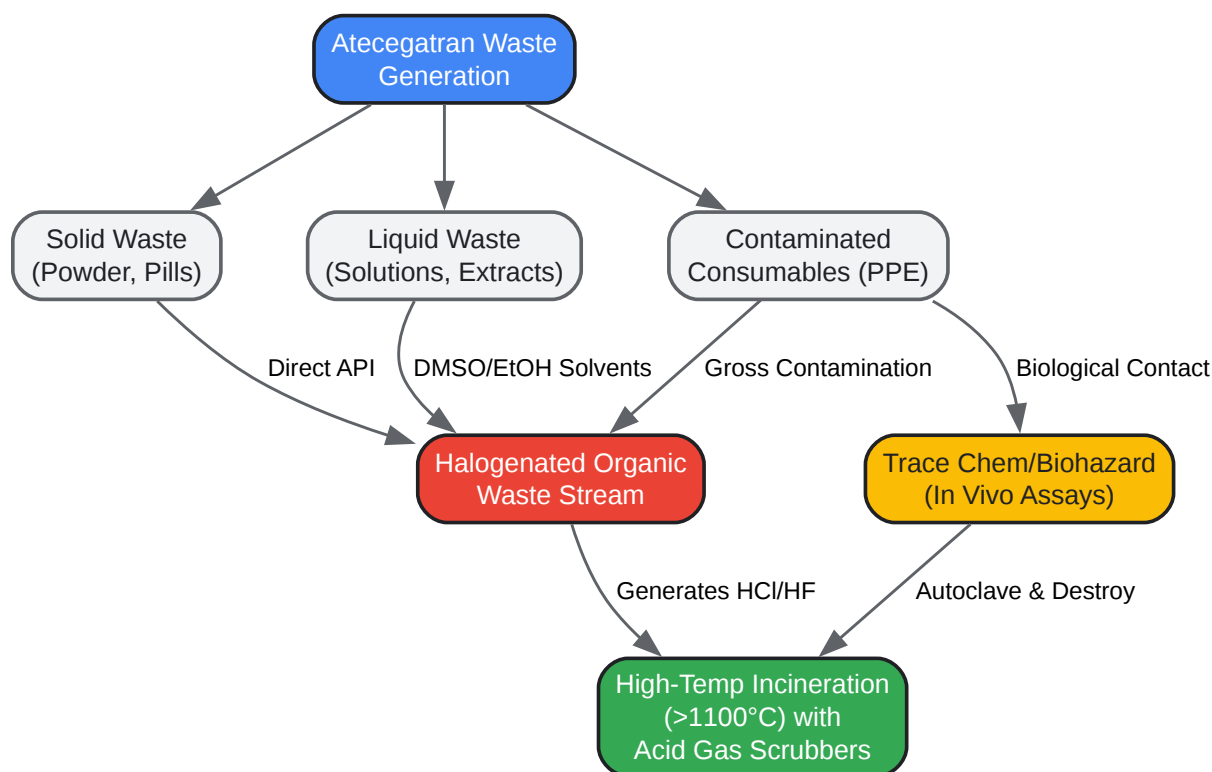 Atecegatran Waste
Generation
Solid Waste
(Powder, Pills)
Liquid Waste
(Solutions, Extracts)
Contaminated
Consumables (PPE)
Direct API
DMSO/EtOH Solvents
Gross Contamination
Biological Contact
Halogenated Organic
Waste Stream
Trace Chem/Biohazard
(In Vivo Assays)
Generates HCl/HF
Autoclave & Destroy
High-Temp Incineration
(>1100°C) with
Acid Gas Scrubbers